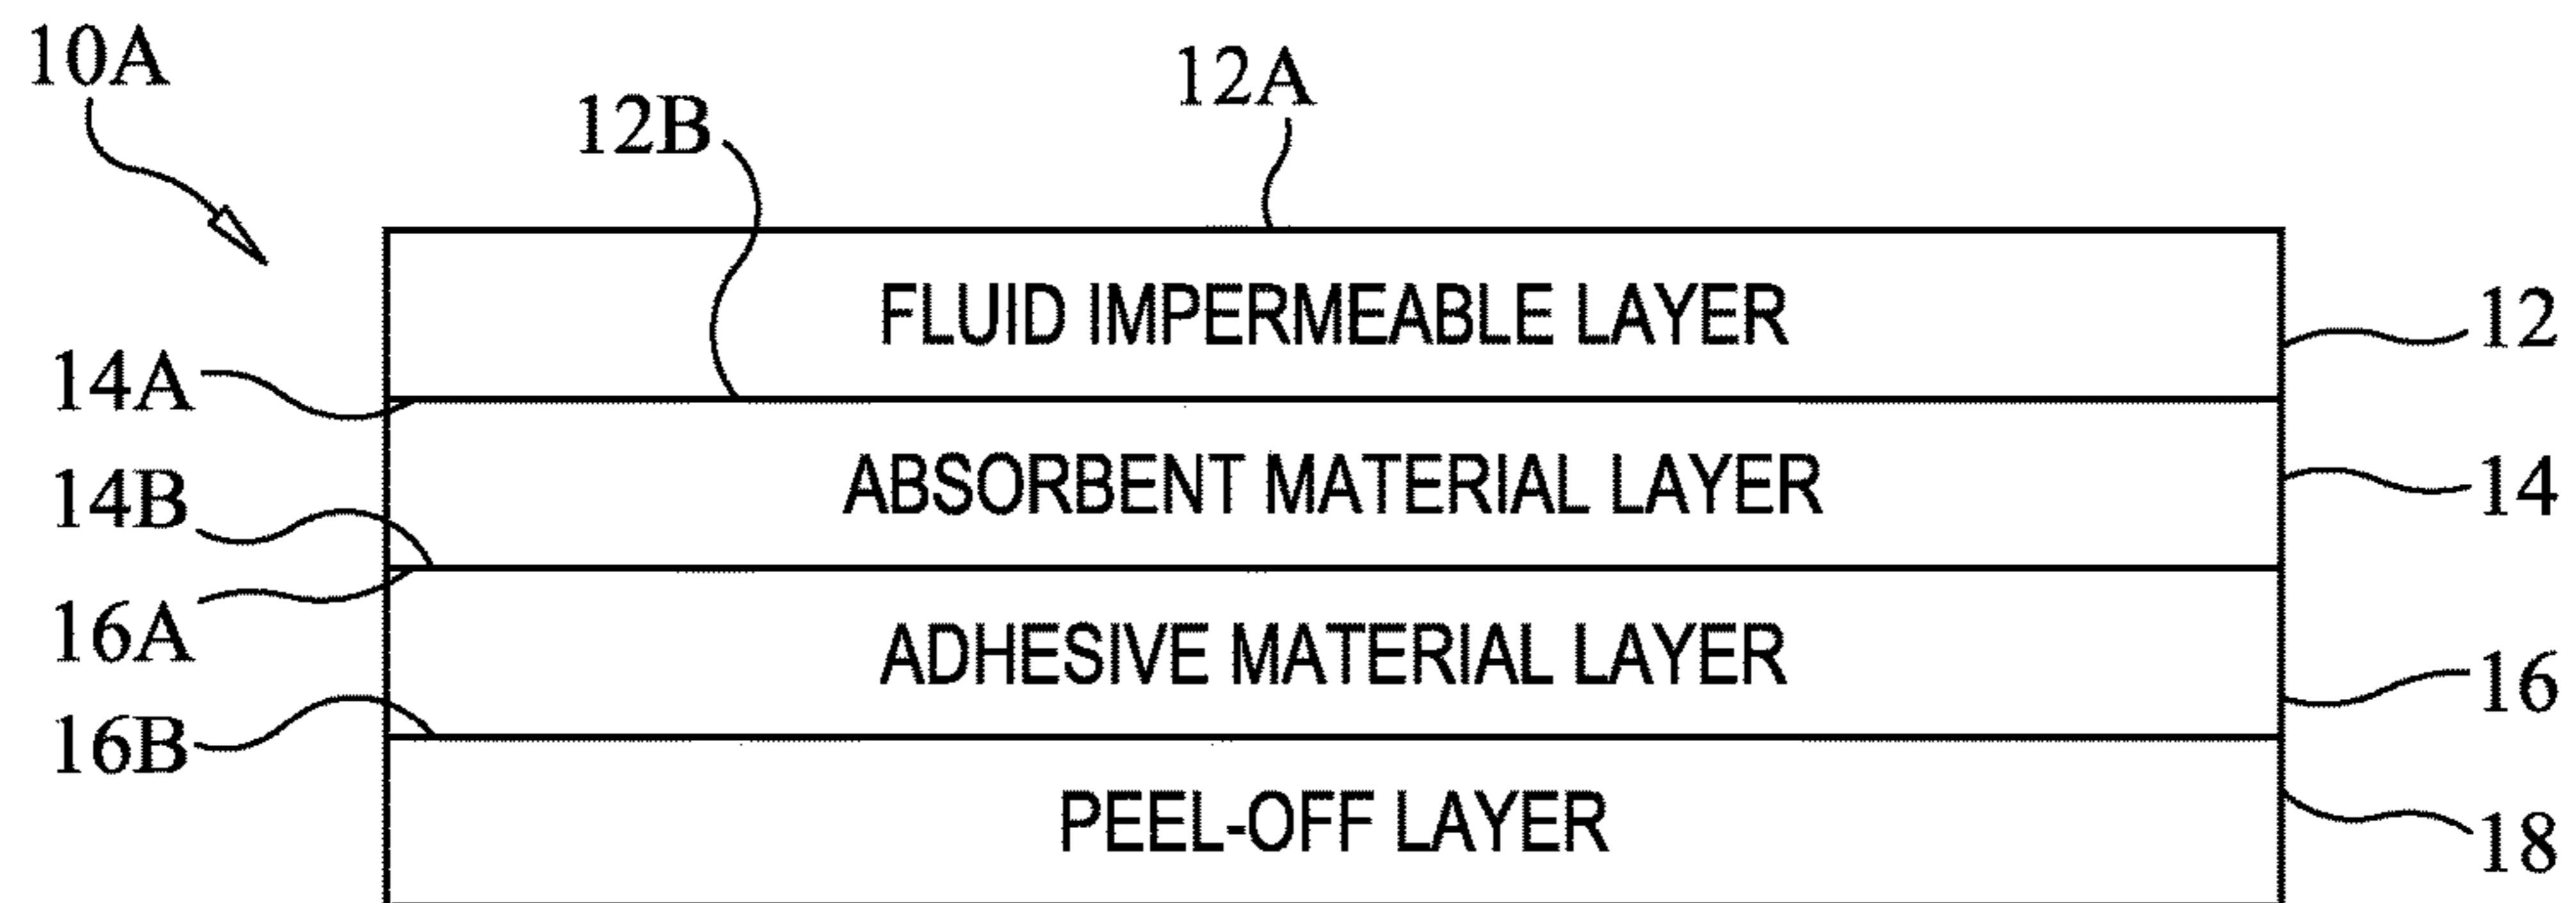 10A
12A
12B
FLUID IMPERMEABLE LAYER
12
14A
ABSORBENT MATERIAL LAYER
14
14B
16A
ADHESIVE MATERIAL LAYER
16
16B
PEEL-OFF LAYER
18